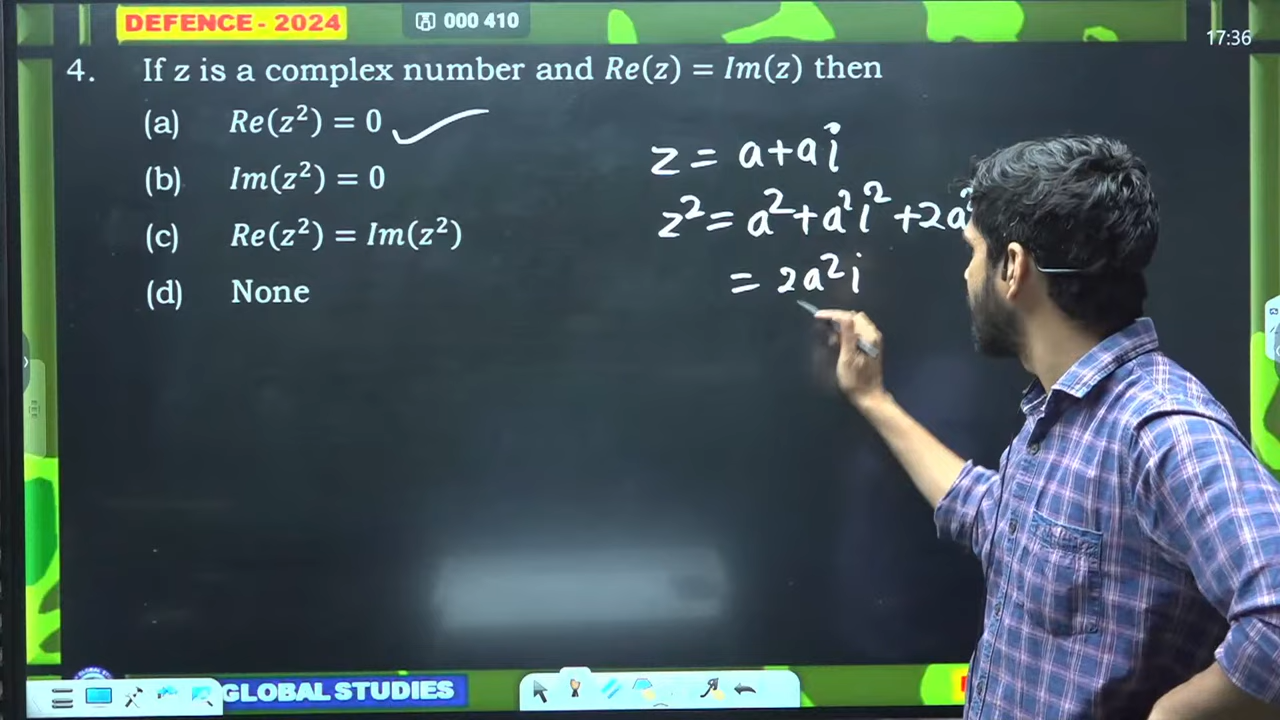 DEFENCE - 2024
000 410
17:36
4. If z is a complex number and Re(z) = Im(z) then
(a) Re(z²) = 0
(b) Im(z²) = 0
(c) Re(z²) = Im(z²)
(d) None
z = a+ai
z² = a²+a²i²+2a²
= 2a²i
GLOBAL STUDIES